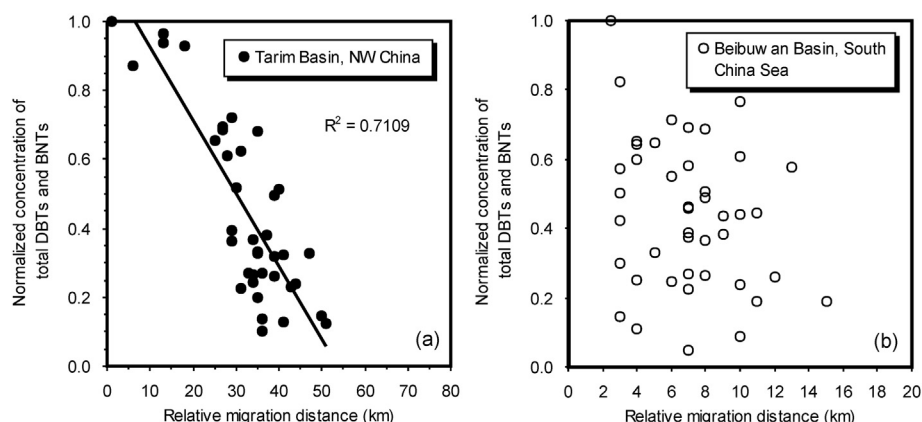 Normalized concentration of
total DBTs and BNTs
1.0
0.8
0.6
0.4
0.2
0.0
● Tarim Basin, NW China
R² = 0.7109
(a)
0 10 20 30 40 50 60 70 80
Relative migration distance (km)
Normalized concentration of
total DBTs and BNTs
1.0
0.8
0.6
0.4
0.2
0.0
○ Beibuw an Basin, South
China Sea
(b)
0 2 4 6 8 10 12 14 16 18 20
Relative migration distance (km)